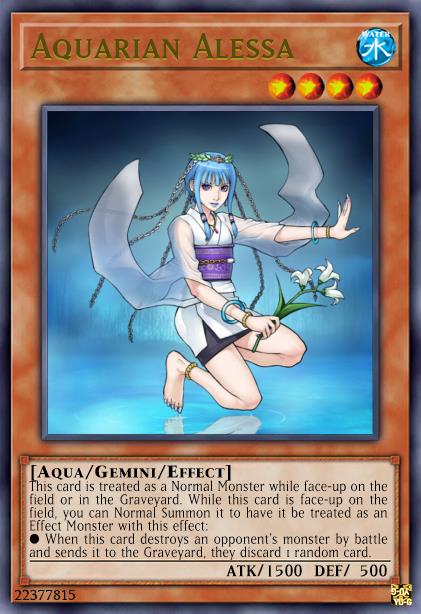 Aquarian Alessa
WATER
水
[Aqua/Gemini/Effect]
This card is treated as a Normal Monster while face-up on the
field or in the Graveyard. While this card is face-up on the
field, you can Normal Summon it to have it be treated as an
Effect Monster with this effect:
● When this card destroys an opponent's monster by battle
and sends it to the Graveyard, they discard 1 random card.
ATK/1500 DEF/ 500
22377815